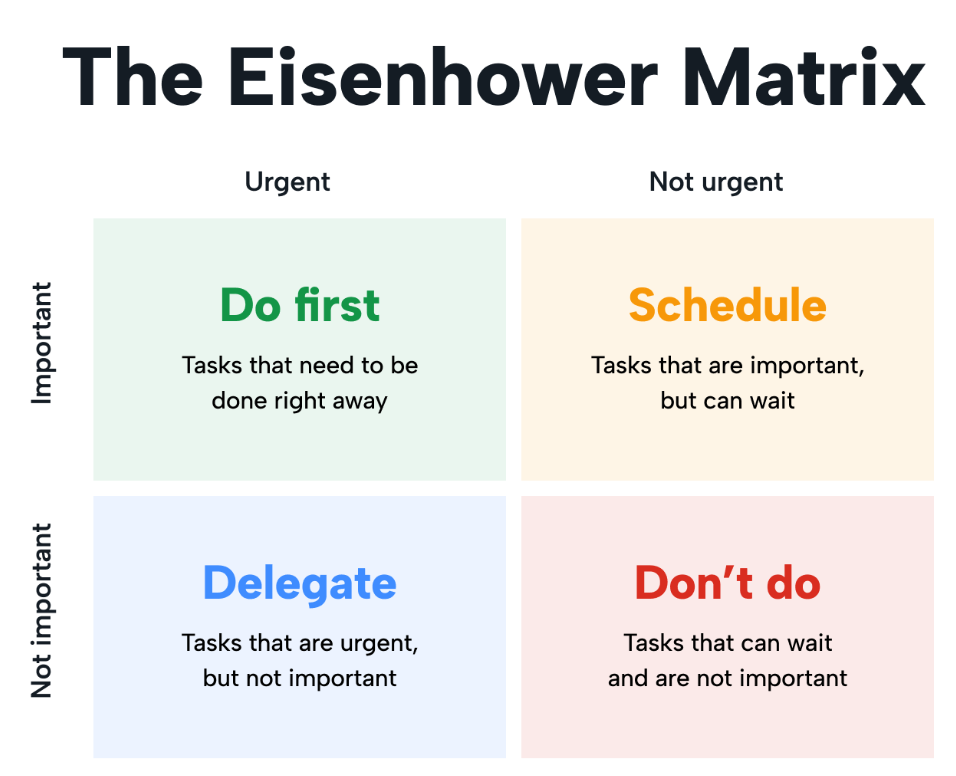 The Eisenhower Matrix
Urgent
Not urgent
Important
Do first
Tasks that need to be
done right away
Schedule
Tasks that are important,
but can wait
Not important
Delegate
Tasks that are urgent,
but not important
Don’t do
Tasks that can wait
and are not important